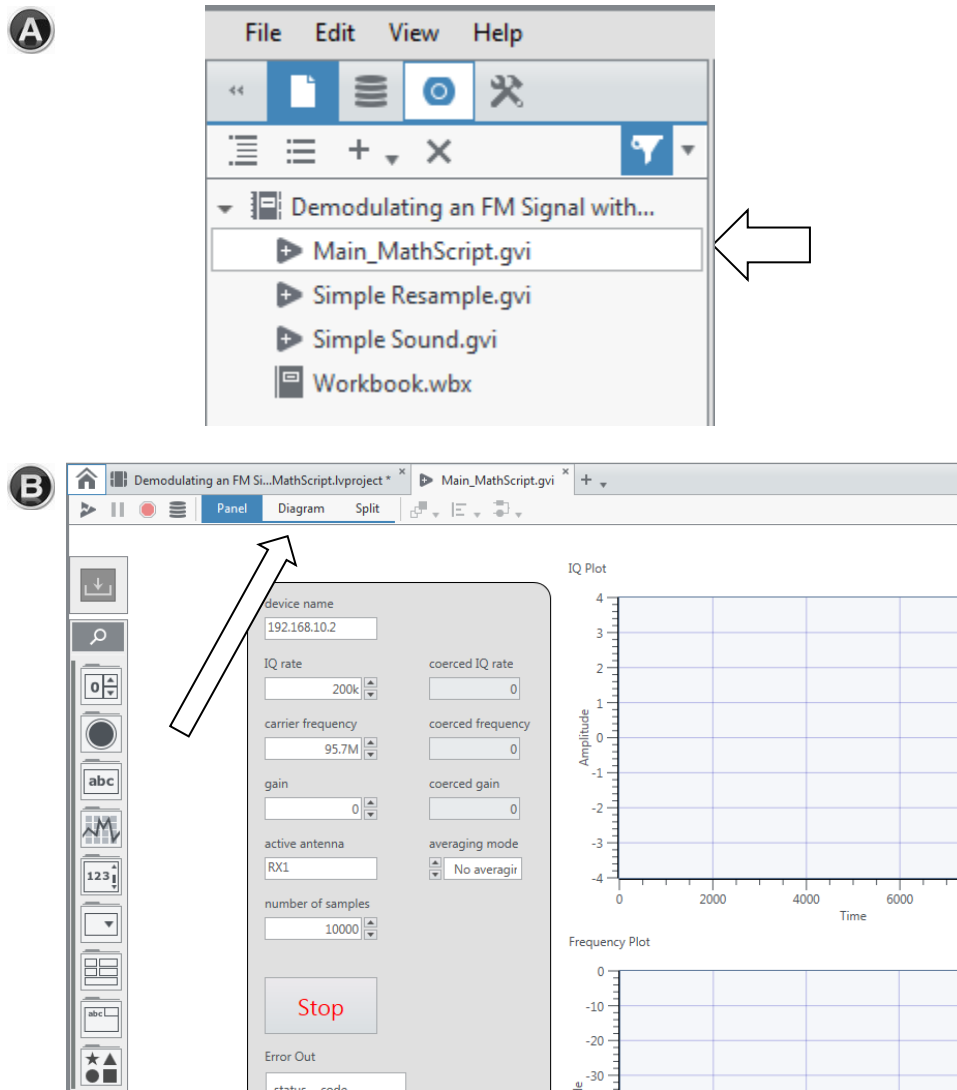 A
File Edit View Help
Demodulating an FM Signal with...
Main_MathScript.gvi
Simple Resample.gvi
Simple Sound.gvi
Workbook.wbx
B
Demodulating an FM Si...MathScript.lvproject *
Main_MathScript.gvi
Panel Diagram Split
device name
192.168.10.2
IQ rate
200k
coerced IQ rate
0
carrier frequency
95.7M
coerced frequency
0
gain
0
coerced gain
0
active antenna
RX1
averaging mode
No averagir
number of samples
10000
Stop
Error Out
status code
abc
123
abc
IQ Plot
4
3
2
1
0
-1
-2
-3
-4
Amplitude
0 2000 4000 6000
Time
Frequency Plot
0
-10
-20
-30